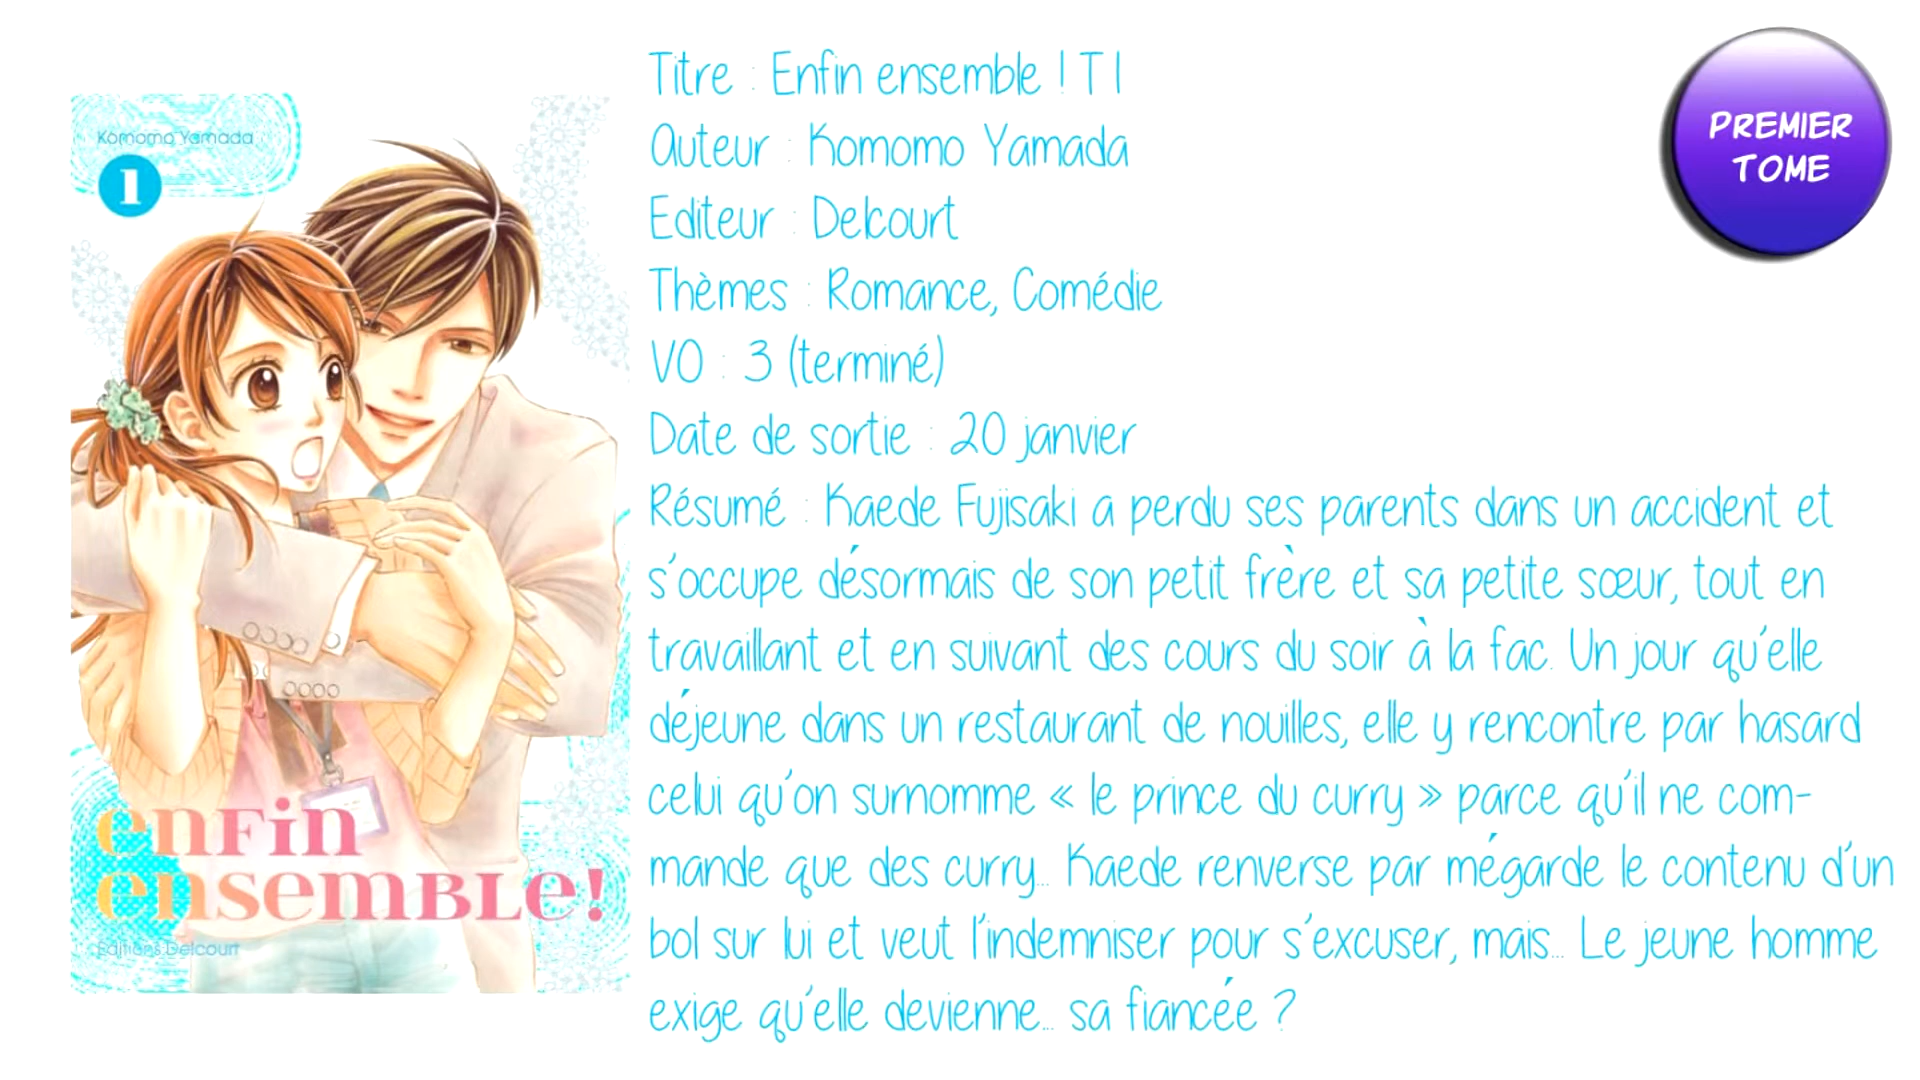 Komomo Yamada
1
enfin
ensemble!
Editions Delcourt
Titre : Enfin ensemble ! T1
Auteur : Komomo Yamada
Editeur : Delcourt
Thèmes : Romance, Comédie
VO : 3 (terminé)
Date de sortie : 20 janvier
Résumé : Kaede Fujisaki a perdu ses parents dans un accident et
s'occupe désormais de son petit frère et sa petite sœur, tout en
travaillant et en suivant des cours du soir à la fac. Un jour qu'elle
déjeune dans un restaurant de nouilles, elle y rencontre par hasard
celui qu'on surnomme « le prince du curry » parce qu'il ne com-
mande que des curry... Kaede renverse par mégarde le contenu d'un
bol sur lui et veut l'indemniser pour s'excuser, mais... Le jeune homme
exige qu'elle devienne... sa fiancée ?
PREMIER
TOME